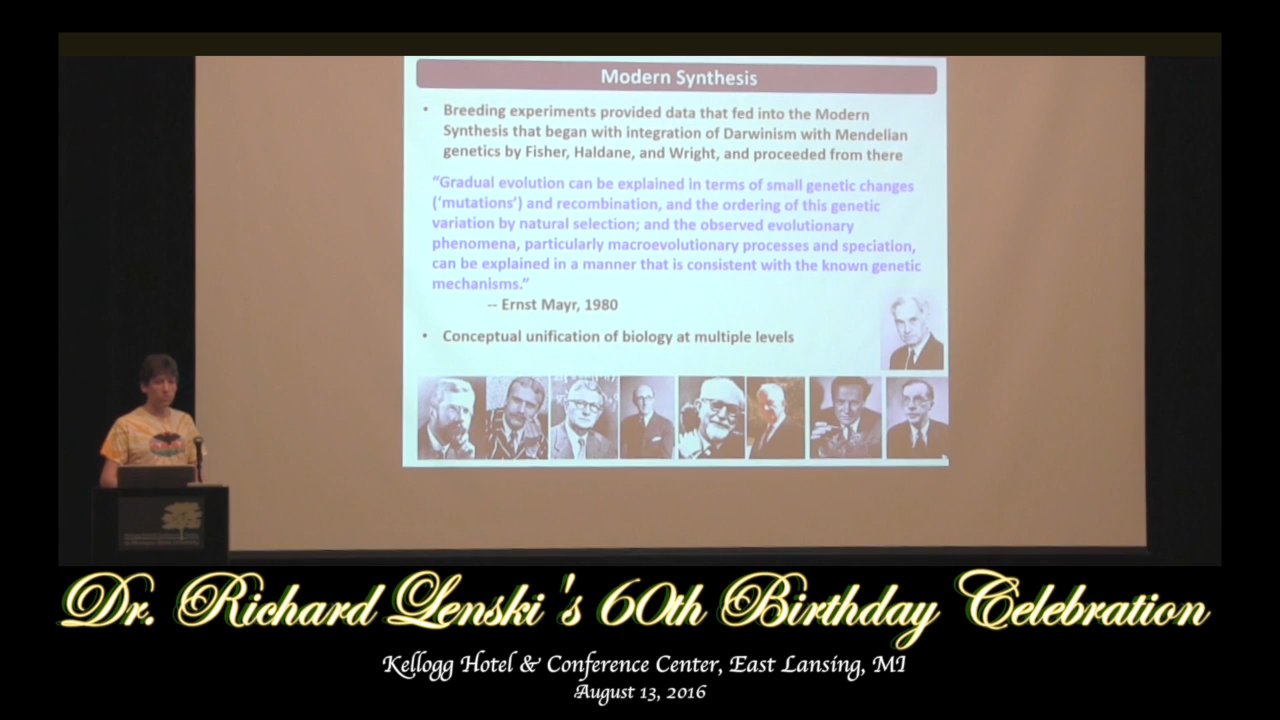 Modern Synthesis
• Breeding experiments provided data that fed into the Modern
Synthesis that began with integration of Darwinism with Mendelian
genetics by Fisher, Haldane, and Wright, and proceeded from there
“Gradual evolution can be explained in terms of small genetic changes
(‘mutations’) and recombination, and the ordering of this genetic
variation by natural selection; and the observed evolutionary
phenomena, particularly macroevolutionary processes and speciation,
can be explained in a manner that is consistent with the known genetic
mechanisms.”
-- Ernst Mayr, 1980
• Conceptual unification of biology at multiple levels
Dr. Richard Lenski's 60th Birthday Celebration
Kellogg Hotel & Conference Center, East Lansing, MI
August 13, 2016